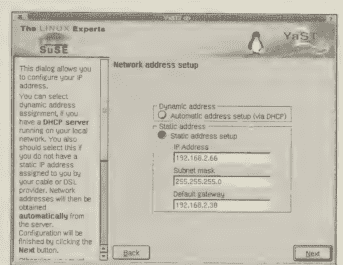 YaST2@
The LINUX Experts
SuSE
YaST
This dialog allows you
to configure your IP
address.
You can select
dynamic address
assignment, if you
have a DHCP server
running on your local
network. You also
should select this if
you do not have a
static IP address
assigned to you by
your cable or DSL
provider. Network
addresses will then be
obtained
automatically from
the server.
Configuration will be
finished by clicking the
Next button.
Network address setup
Dynamic address
Automatic address setup (via DHCP)
Static address
Static address setup
IP Address
192.168.2.66
Subnet mask
255.255.255.0
Default gateway
192.168.2.30
Back
Next